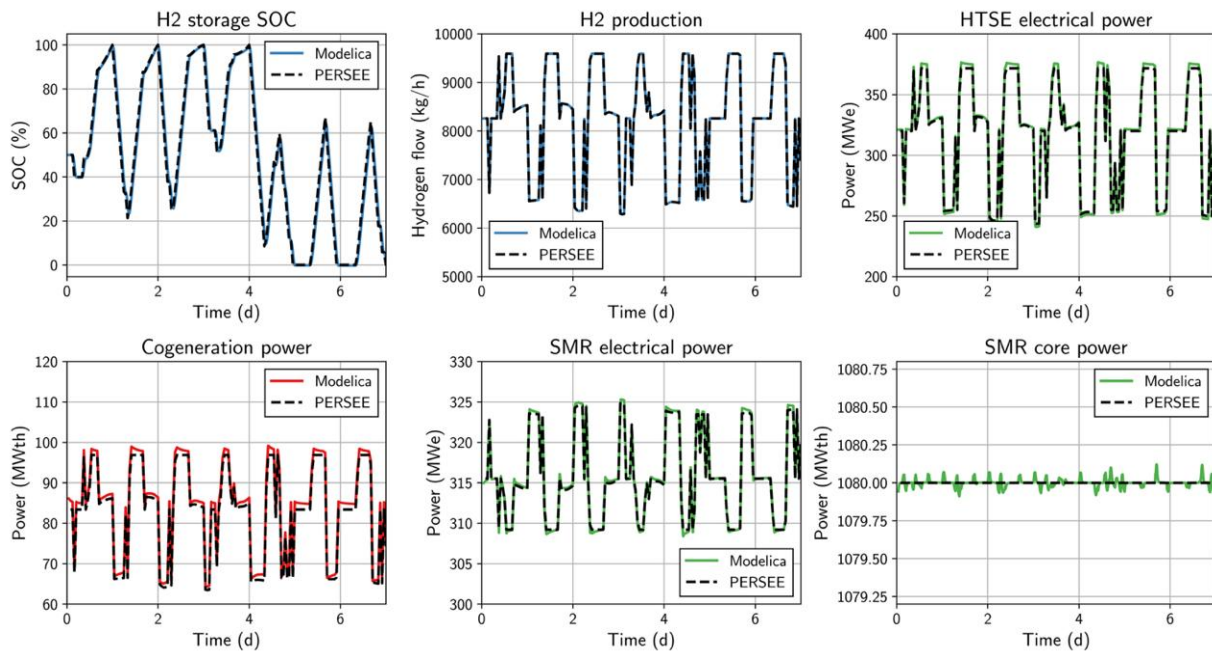 H2 storage SOC
100
80
60
40
20
0
SOC (%)
0 2 4 6
Time (d)
Modelica
PERSEE
H2 production
10000
9000
8000
7000
6000
5000
Hydrogen flow (kg/h)
0 2 4 6
Time (d)
Modelica
PERSEE
HTSE electrical power
400
350
300
250
200
Power (MWe)
0 2 4 6
Time (d)
Modelica
PERSEE
Cogeneration power
120
110
100
90
80
70
60
Power (MWth)
0 2 4 6
Time (d)
Modelica
PERSEE
SMR electrical power
330
325
320
315
310
300
Power (MWe)
0 2 4 6
Time (d)
Modelica
PERSEE
SMR core power
1080.75
1080.50
1080.25
1080.00
1079.75
1079.50
1079.25
Power (MWth)
0 2 4 6
Time (d)
Modelica
PERSEE